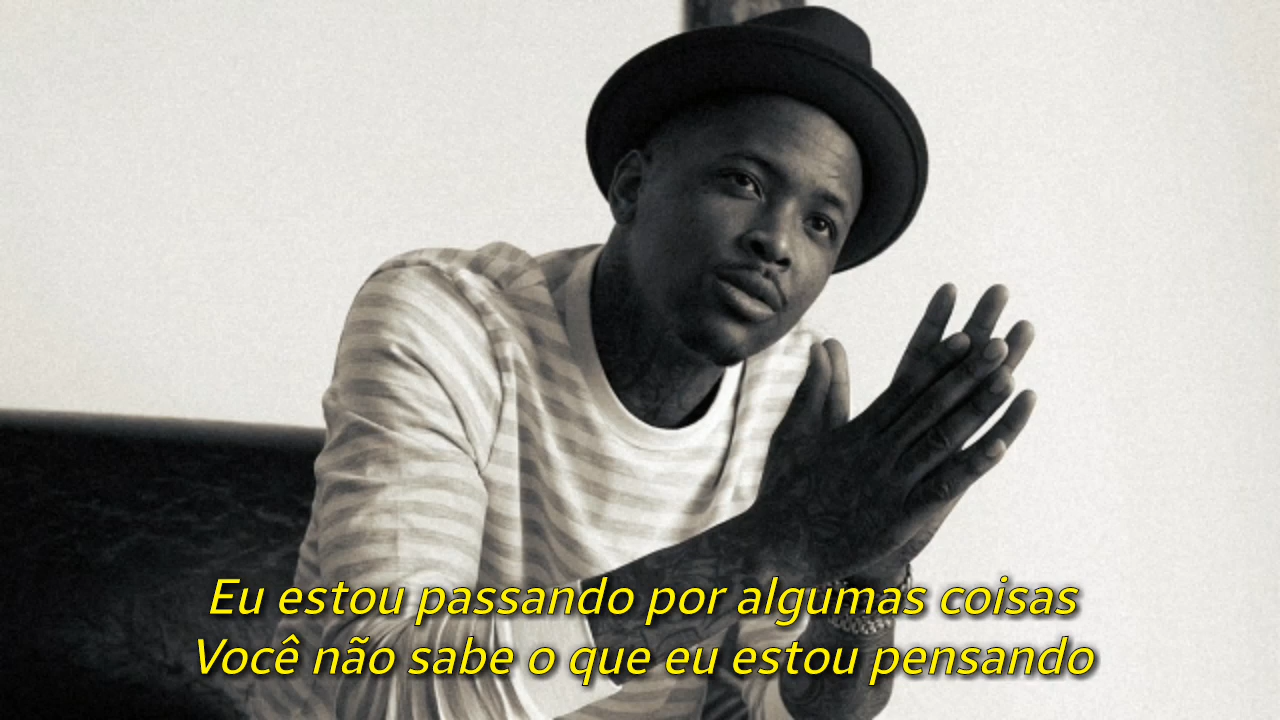 Eu estou passando por algumas coisas
Você não sabe o que eu estou pensando